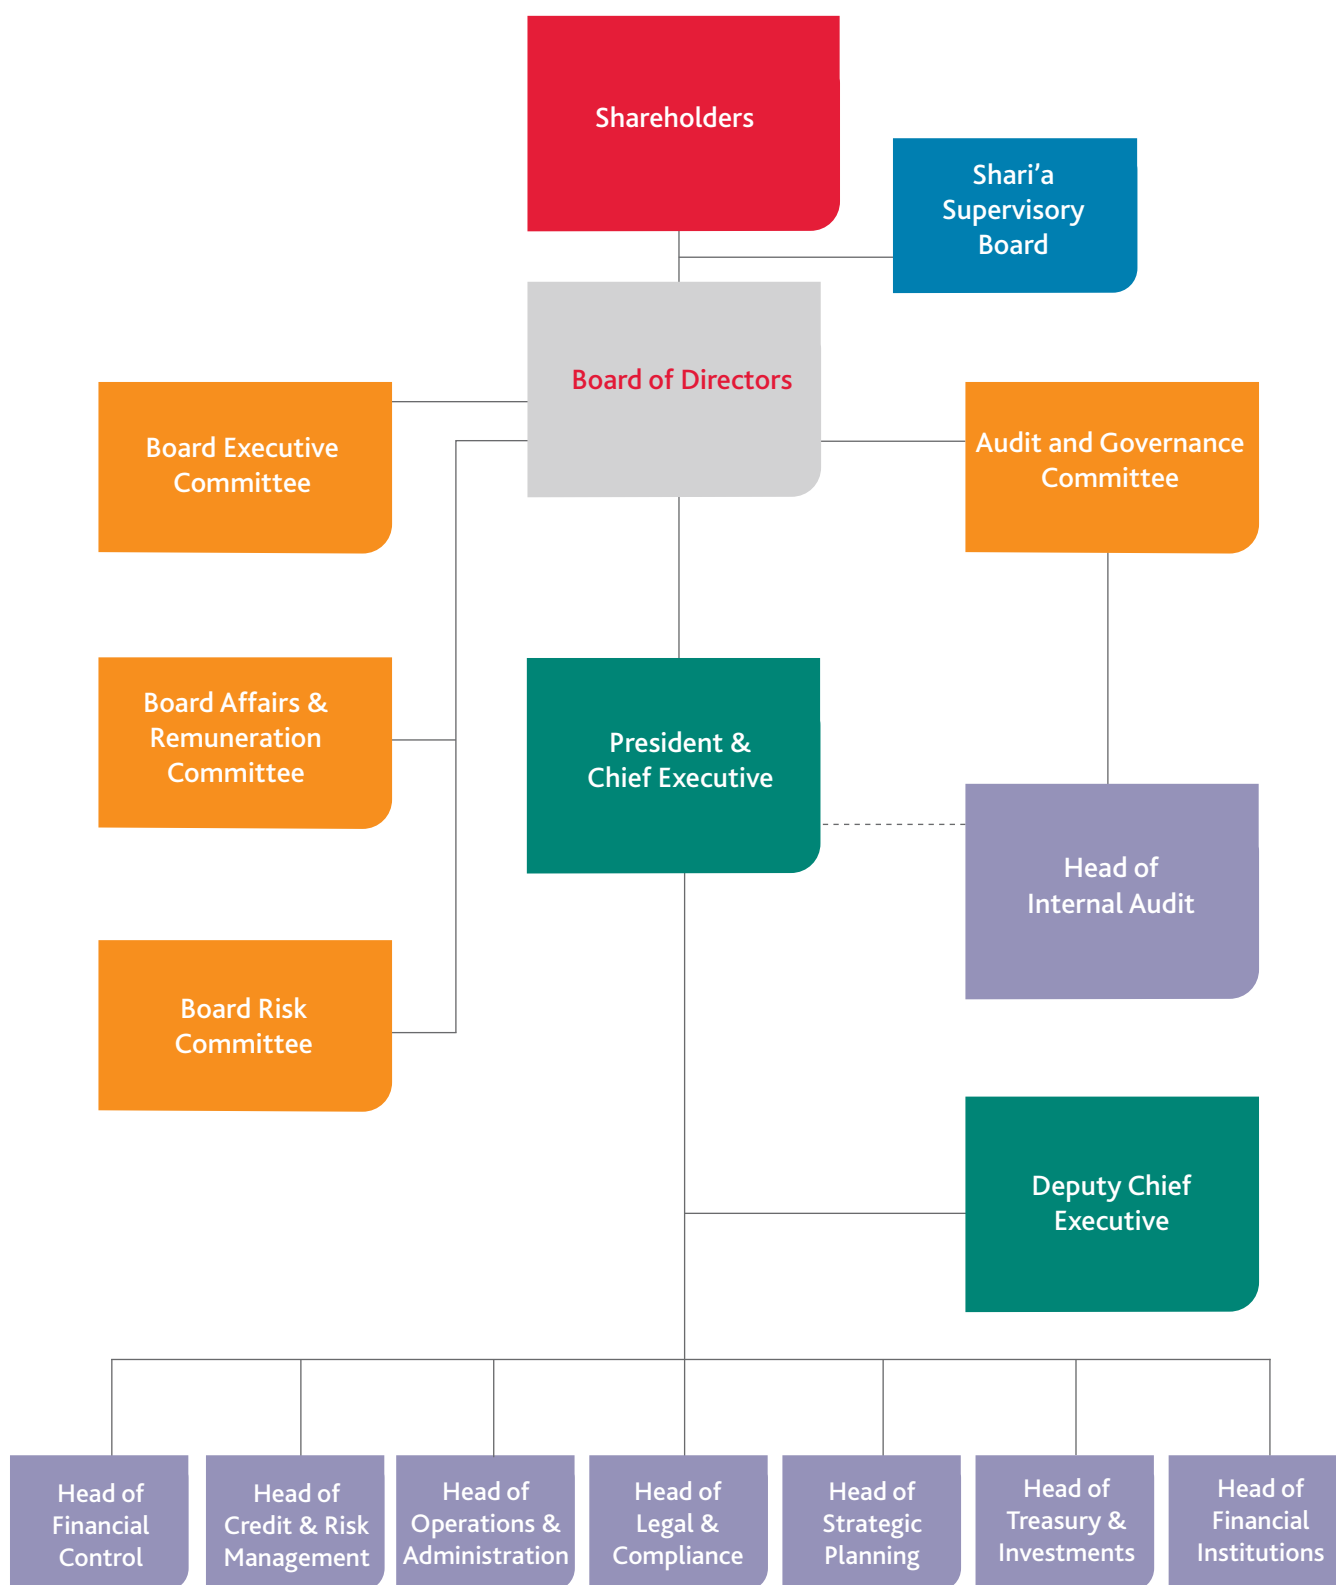 Shareholders
Shari’a
Supervisory
Board
Board of Directors
Board Executive
Committee
Audit and Governance
Committee
Board Affairs &
Remuneration
Committee
President &
Chief Executive
Head of
Internal Audit
Board Risk
Committee
Deputy Chief
Executive
Head of
Financial
Control
Head of
Credit & Risk
Management
Head of
Operations &
Administration
Head of
Legal &
Compliance
Head of
Strategic
Planning
Head of
Treasury &
Investments
Head of
Financial
Institutions